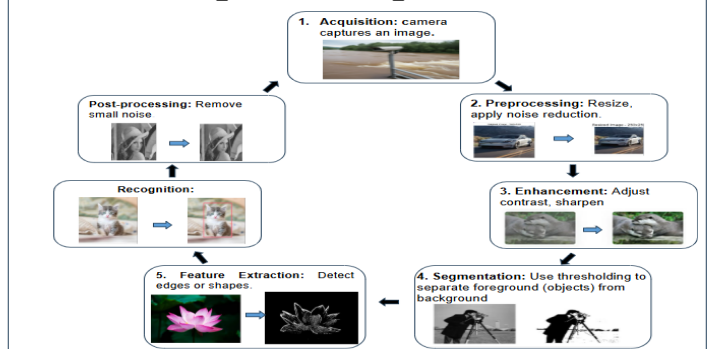 1. Acquisition: camera
captures an image.
Post-processing: Remove
small noise
2. Preprocessing: Resize,
apply noise reduction.
Recognition:
3. Enhancement: Adjust
contrast, sharpen
5. Feature Extraction: Detect
edges or shapes.
4. Segmentation: Use thresholding to
separate foreground (objects) from
background